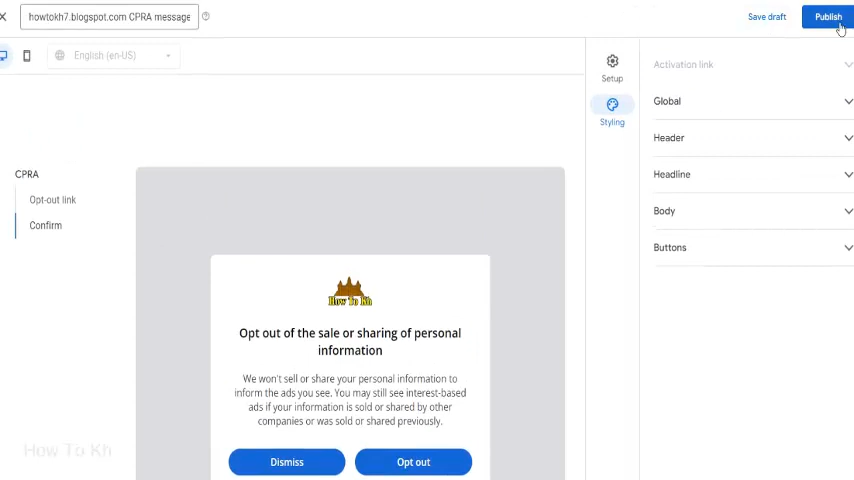 howtokh7.blogspot.com CPRA message
Save draft
Publish
English (en-US)
Setup
Styling
Activation link
Global
Header
Headline
Body
Buttons
CPRA
Opt-out link
Confirm
How To Kh
Opt out of the sale or sharing of personal
information
We won't sell or share your personal information to
inform the ads you see. You may still see interest-based
ads if your information is sold or shared by other
companies or was sold or shared previously.
Dismiss
Opt out
How To Kh